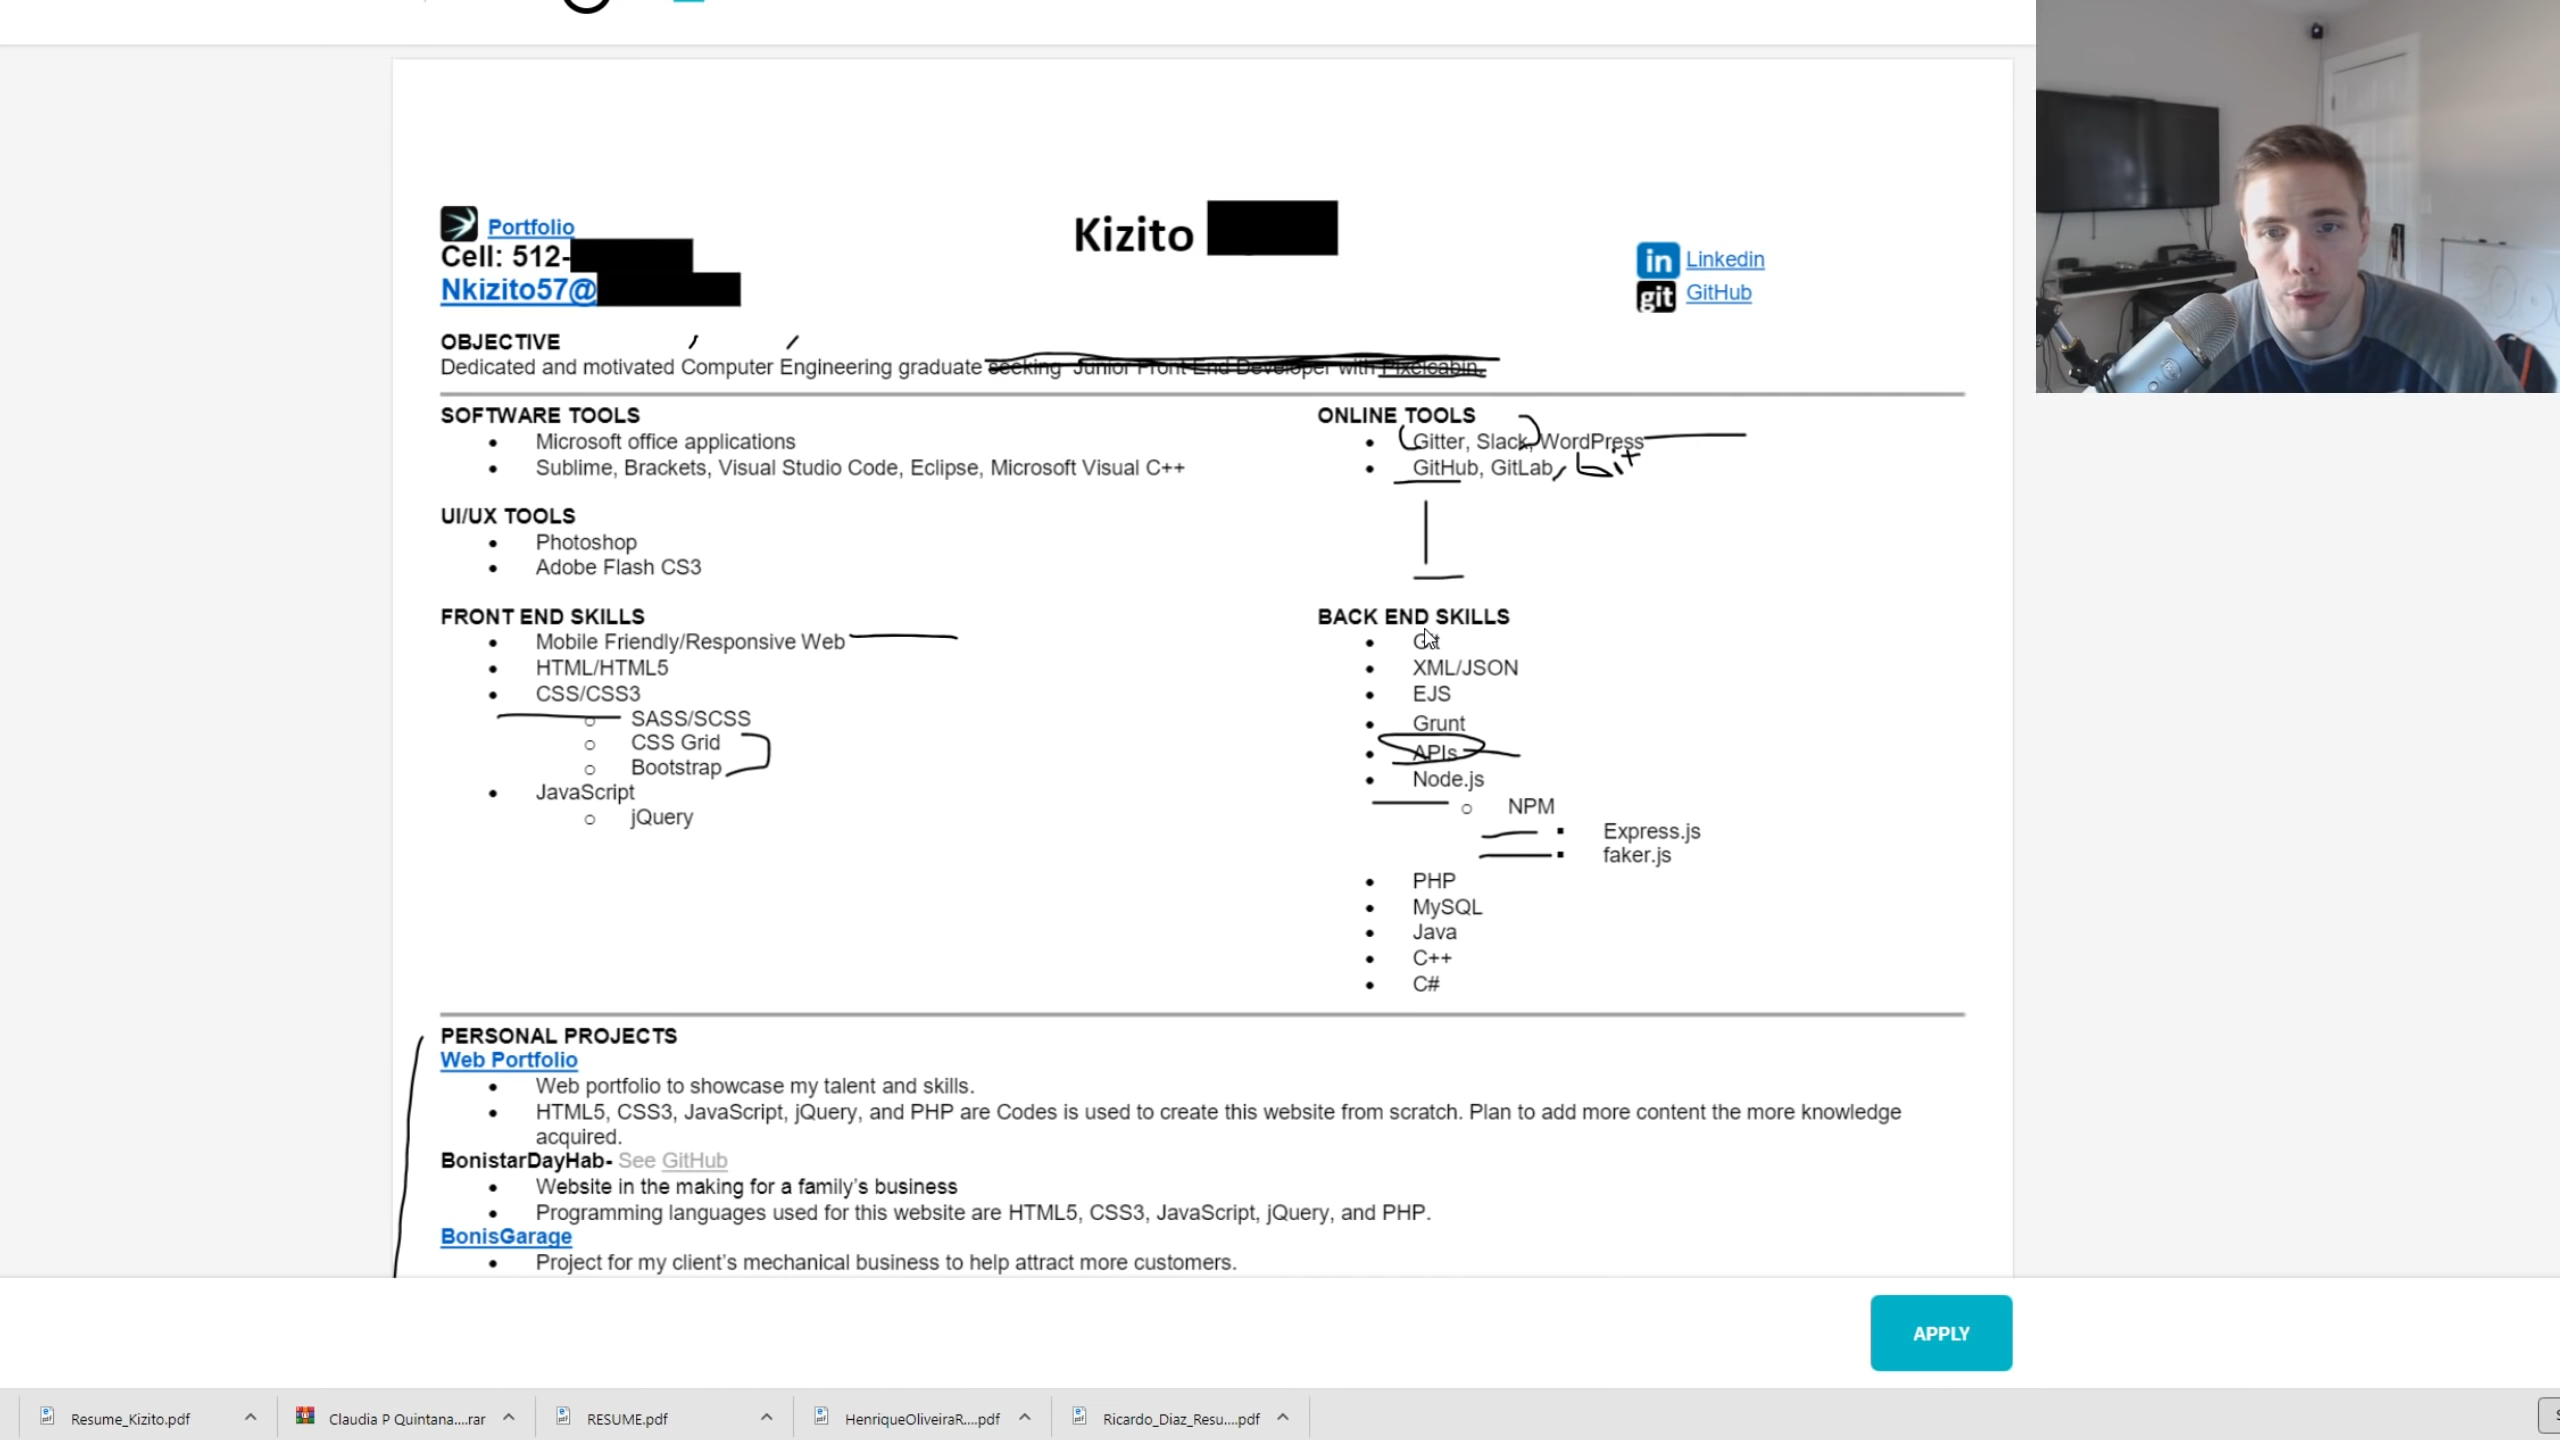 Portfolio
Kizito
Cell: 512-
Nkizito57@
in Linkedin
git GitHub
OBJECTIVE
Dedicated and motivated Computer Engineering graduate seeking Junior Front End Developer with Pixelcabin.
SOFTWARE TOOLS
Microsoft office applications
Sublime, Brackets, Visual Studio Code, Eclipse, Microsoft Visual C++
ONLINE TOOLS
Gitter, Slack, WordPress
GitHub, GitLab, Git
UI/UX TOOLS
Photoshop
Adobe Flash CS3
FRONT END SKILLS
Mobile Friendly/Responsive Web
HTML/HTML5
CSS/CSS3
SASS/SCSS
CSS Grid
Bootstrap
JavaScript
jQuery
BACK END SKILLS
Git
XML/JSON
EJS
Grunt
APIs
Node.js
NPM
Express.js
faker.js
PHP
MySQL
Java
C++
C#
PERSONAL PROJECTS
Web Portfolio
Web portfolio to showcase my talent and skills.
HTML5, CSS3, JavaScript, jQuery, and PHP are Codes is used to create this website from scratch. Plan to add more content the more knowledge
acquired.
BonistarDayHab- See GitHub
Website in the making for a family's business
Programming languages used for this website are HTML5, CSS3, JavaScript, jQuery, and PHP.
BonisGarage
Project for my client's mechanical business to help attract more customers.
APPLY
Resume_Kizito.pdf
Claudia P Quintana....rar
RESUME.pdf
HenriqueOliveiraR....pdf
Ricardo_Diaz_Resu....pdf